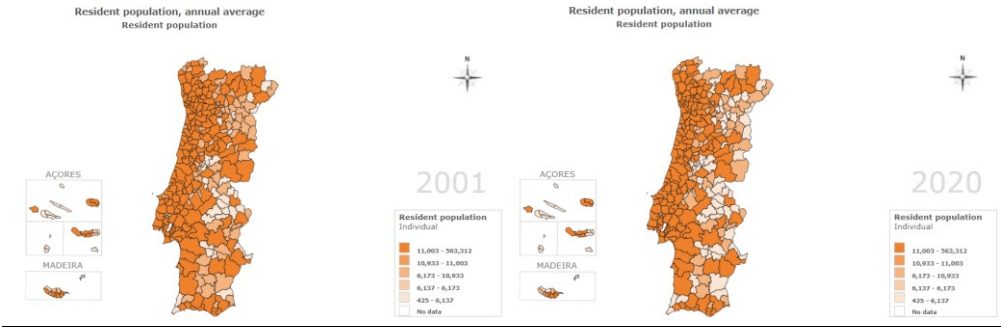 Resident population, annual average
Resident population
N
AÇORES
MADEIRA
2001
Resident population
Individual
11,003 - 563,312
10,933 - 11,003
6,173 - 10,933
6,137 - 6,173
425 - 6,137
No data
Resident population, annual average
Resident population
N
AÇORES
MADEIRA
2020
Resident population
Individual
11,003 - 563,312
10,933 - 11,003
6,173 - 10,933
6,137 - 6,173
425 - 6,137
No data